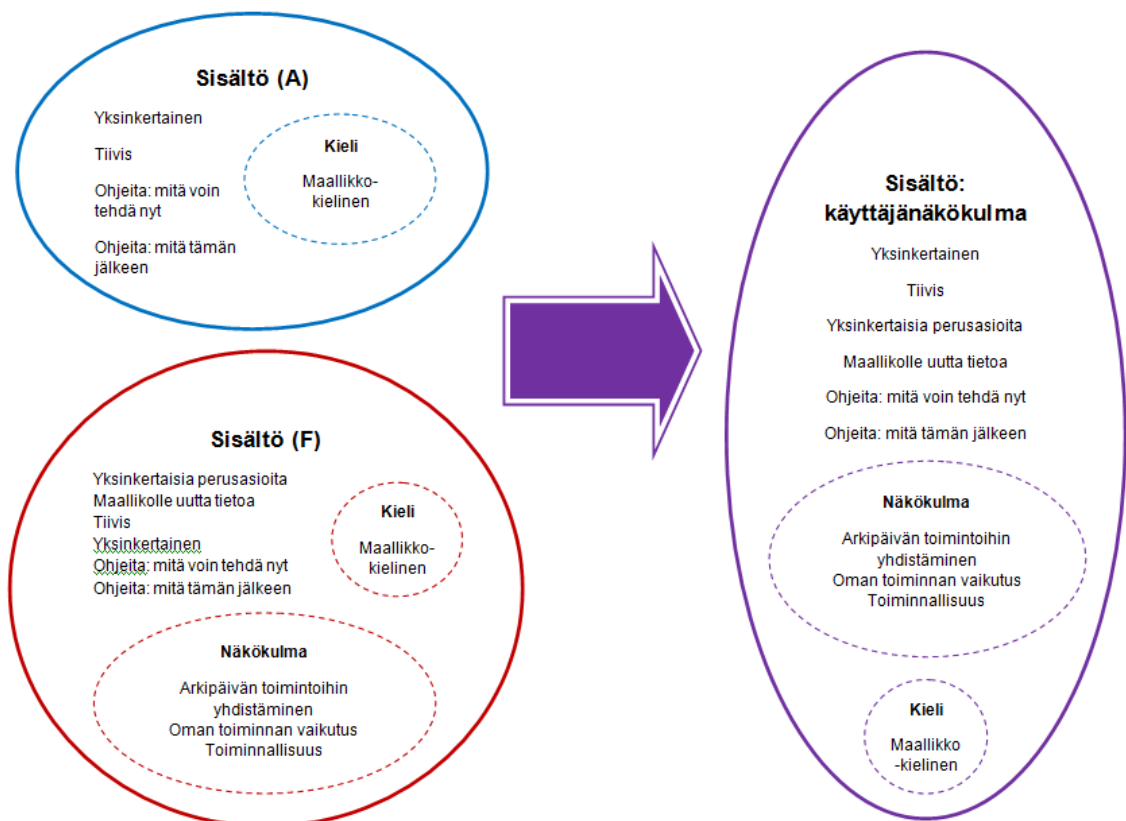 Sisältö (A)
Yksinkertainen
Tiivis
Ohjeita: mitä voin
tehdä nyt
Ohjeita: mitä tämän
jälkeen
Kieli
Maallikko-
kielinen
Sisältö (F)
Yksinkertaisia perusasioita
Maallikolle uutta tietoa
Tiivis
Yksinkertainen
Ohjeita: mitä voin tehdä nyt
Ohjeita: mitä tämän jälkeen
Kieli
Maallikko-
kielinen
Näkökulma
Arkipäivän toimintoihin
yhdistäminen
Oman toiminnan vaikutus
Toiminnallisuus
Sisältö:
käyttäjänäkökulma
Yksinkertainen
Tiivis
Yksinkertaisia perusasioita
Maallikolle uutta tietoa
Ohjeita: mitä voin tehdä nyt
Ohjeita: mitä tämän jälkeen
Näkökulma
Arkipäivän toimintoihin
yhdistäminen
Oman toiminnan vaikutus
Toiminnallisuus
Kieli
Maallikko
-kielinen